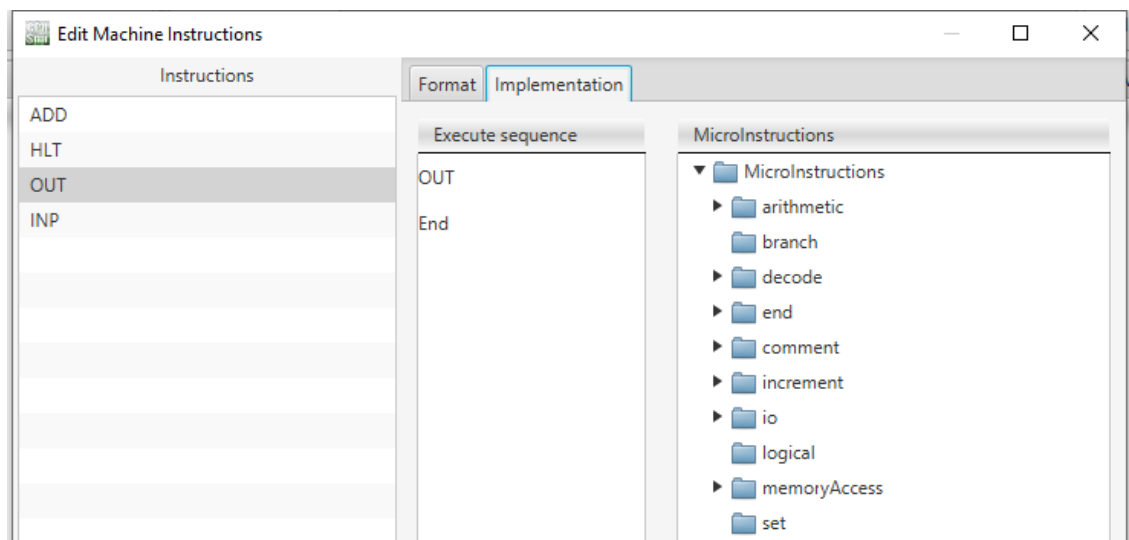 Edit Machine Instructions
Instructions
ADD
HLT
OUT
INP
Format
Implementation
Execute sequence
OUT
End
MicroInstructions
MicroInstructions
arithmetic
branch
decode
end
comment
increment
io
logical
memoryAccess
set